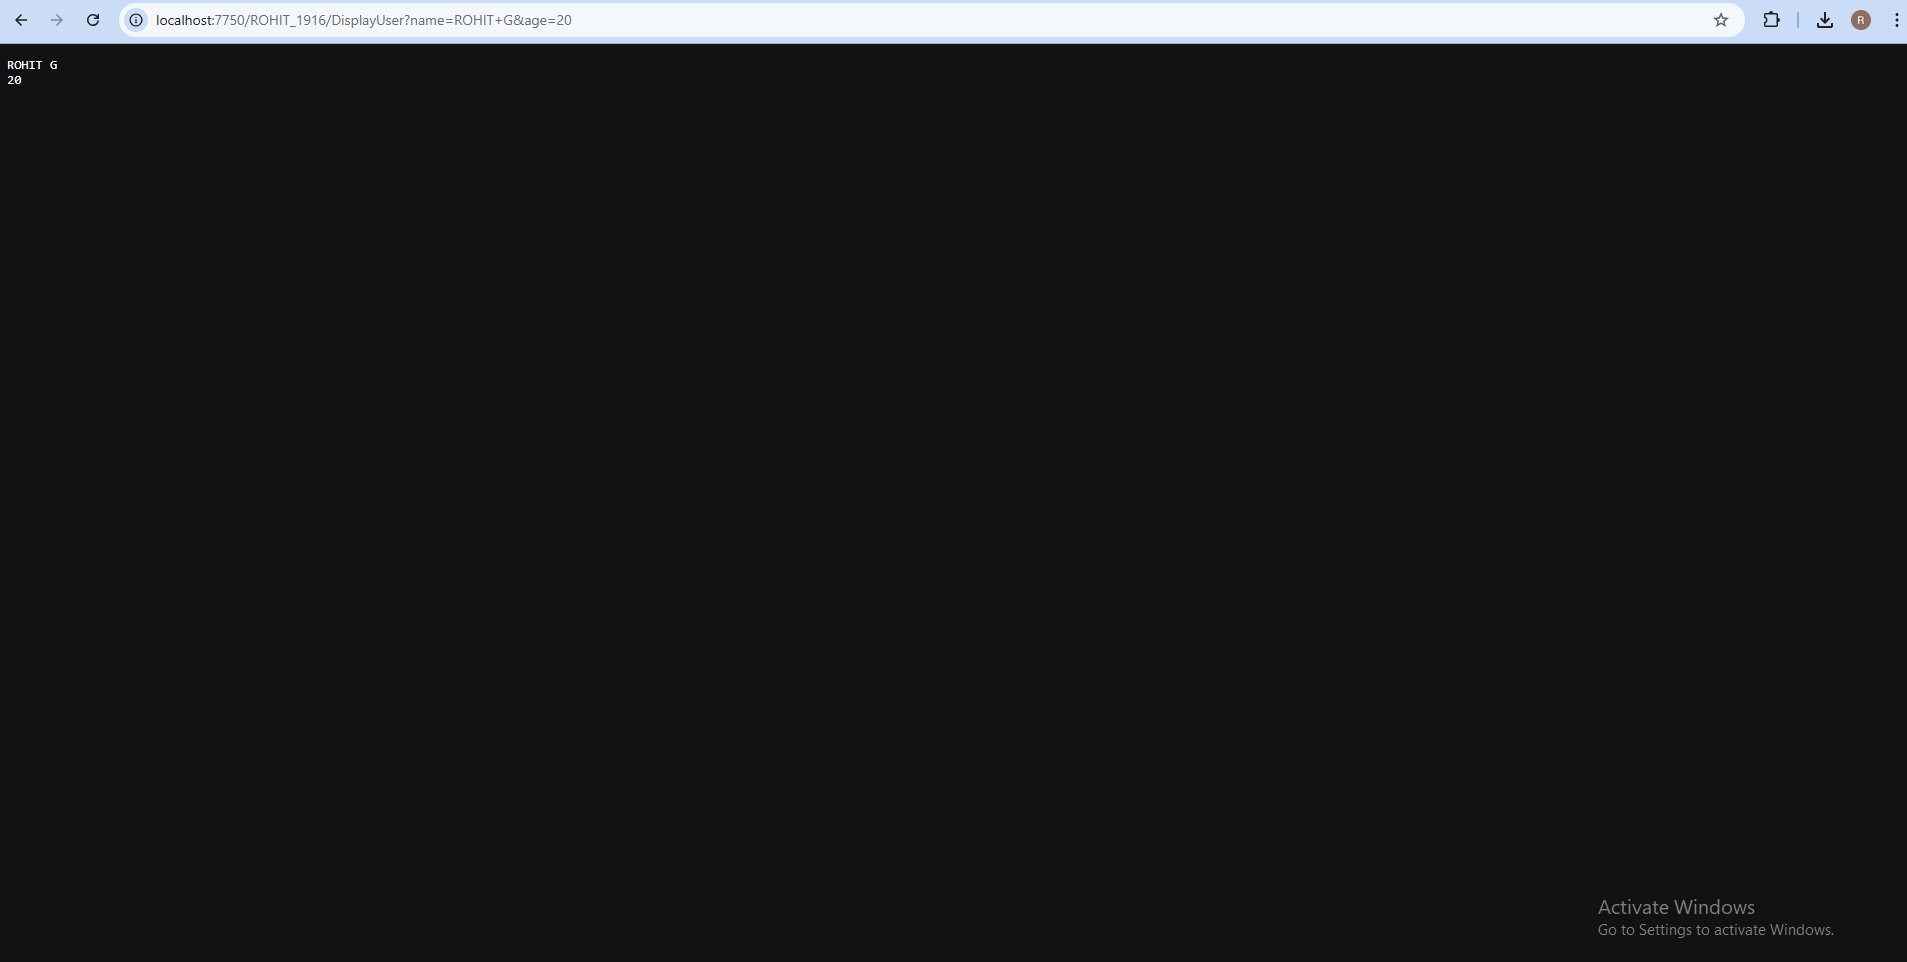 localhost:7750/ROHIT_1916/DisplayUser?name=ROHIT+G&age=20
R
ROHIT G
20
Activate Windows
Go to Settings to activate Windows.